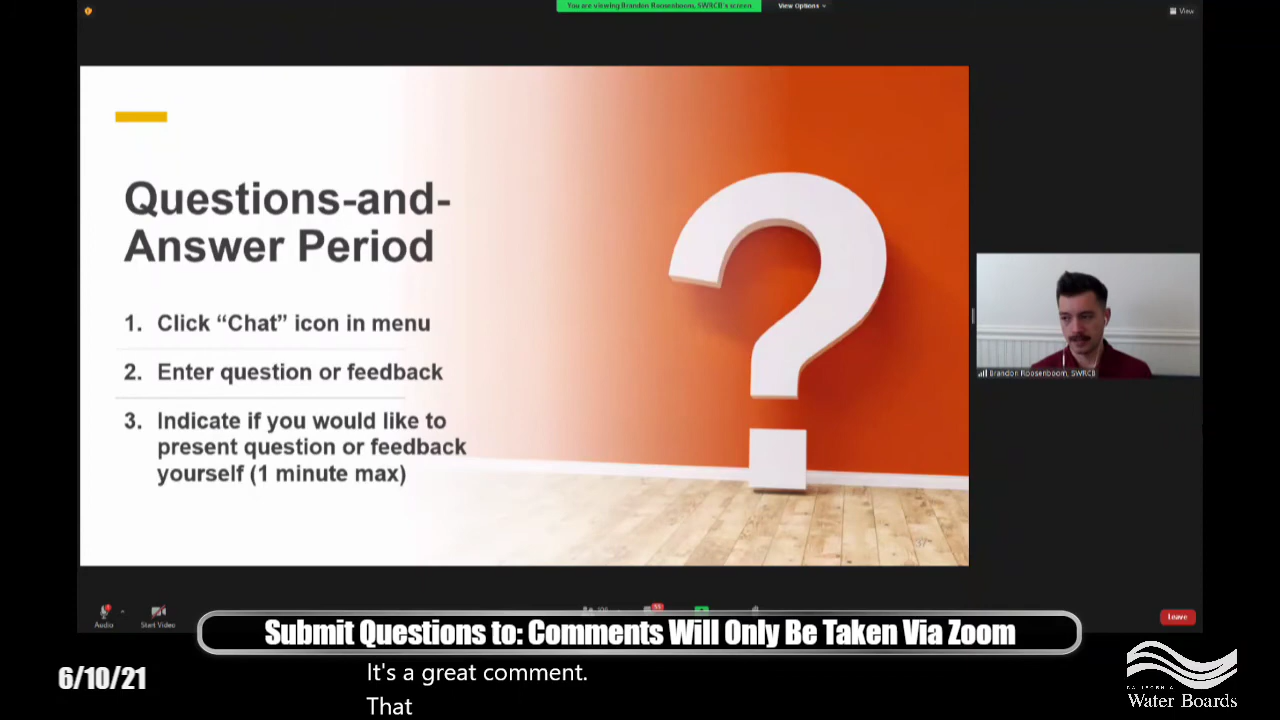 You are viewing Brandon Roosenboom, SWRCB's screen
View Options
View
Questions-and-
Answer Period
1. Click “Chat” icon in menu
2. Enter question or feedback
3. Indicate if you would like to
present question or feedback
yourself (1 minute max)
37
Brandon Roosenboom, SWRCB
Audio
Start Video
Leave
Submit Questions to: Comments Will Only Be Taken Via Zoom
6/10/21
It's a great comment.
That
CALIFORNIA
Water Boards